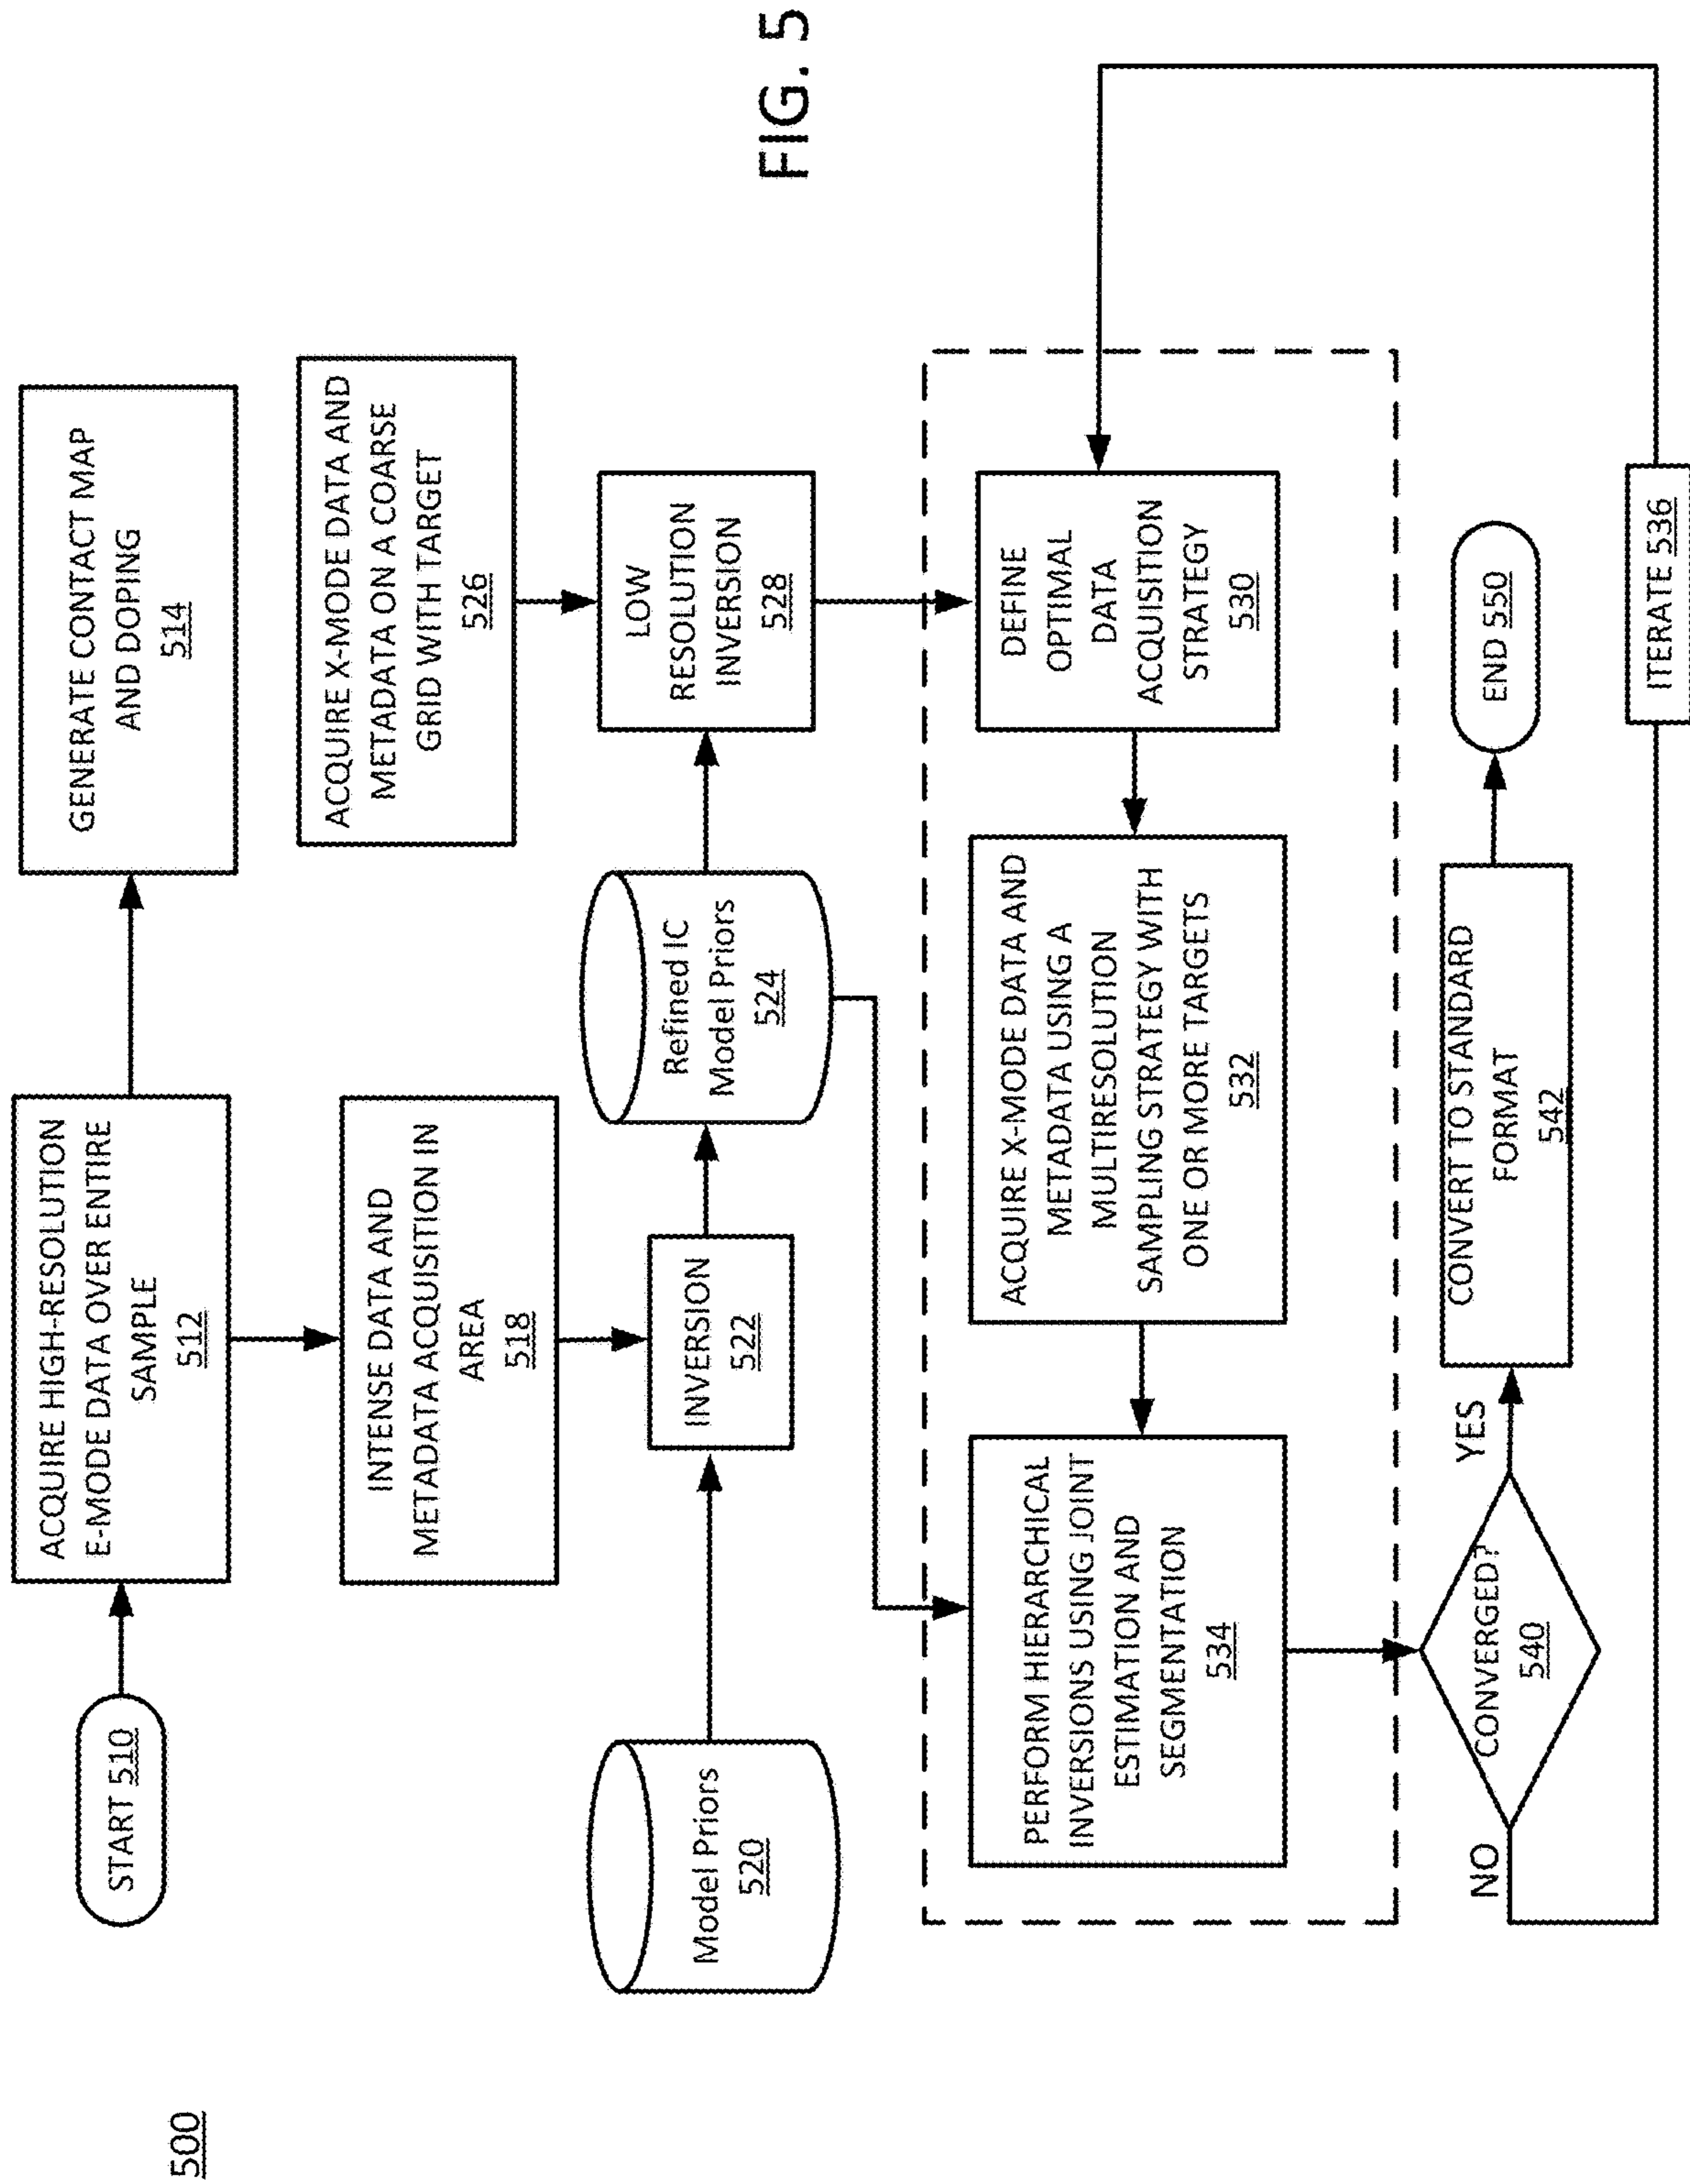 500
START 510
ACQUIRE HIGH-RESOLUTION
E-MODE DATA OVER ENTIRE
SAMPLE
512
GENERATE CONTACT MAP
AND DOPING
514
INTENSE DATA AND
METADATA ACQUISITION IN
AREA
518
ACQUIRE X-MODE DATA AND
METADATA ON A COARSE
GRID WITH TARGET
526
Model Priors
520
INVERSION
522
Refined IC
Model Priors
524
LOW
RESOLUTION
INVERSION
528
PERFORM HIERARCHICAL
INVERSIONS USING JOINT
ESTIMATION AND
SEGMENTATION
534
ACQUIRE X-MODE DATA AND
METADATA USING A
MULTIRESOLUTION
SAMPLING STRATEGY WITH
ONE OR MORE TARGETS
532
DEFINE
OPTIMAL
DATA
ACQUISITION
STRATEGY
530
NO
CONVERGED?
540
YES
CONVERT TO STANDARD
FORMAT
542
END 550
ITERATE 536
FIG. 5